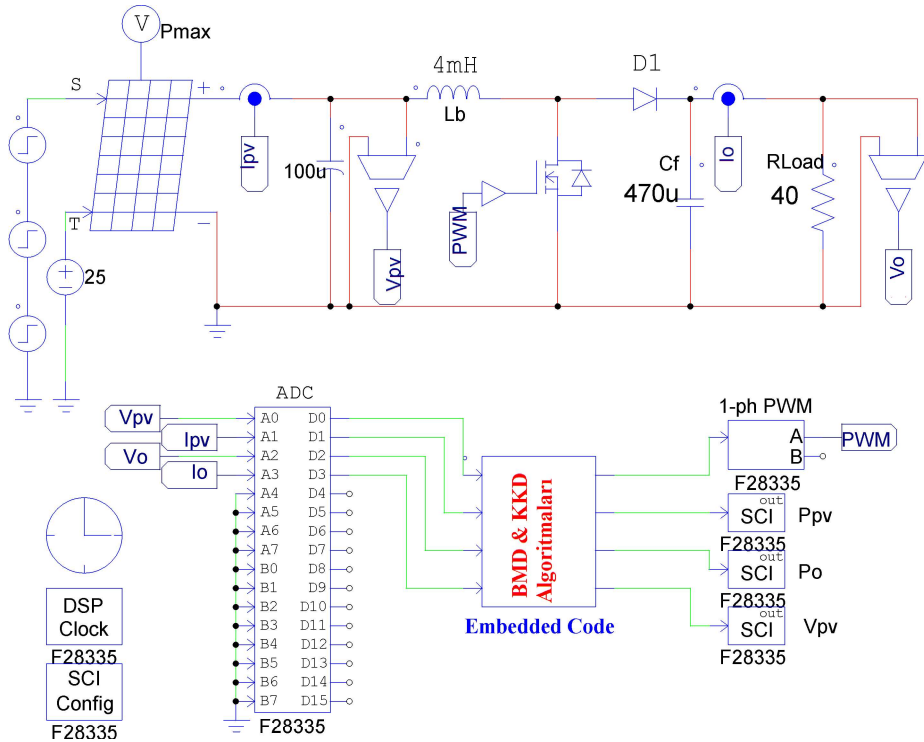 V
Pmax
S
T
+
−
25
Ipv
100u
Vpv
4mH
Lb
PWM
D1
Cf
470u
Io
RLoad
40
Vo
ADC
Vpv
Ipv
Vo
Io
A0 D0
A1 D1
A2 D2
A3 D3
A4 D4
A5 D5
A6 D6
A7 D7
B0 D8
B1 D9
B2 D10
B3 D11
B4 D12
B5 D13
B6 D14
B7 D15
F28335
DSP
Clock
F28335
SCI
Config
F28335
BMD & KKD
Algoritmaları
Embedded Code
1-ph PWM
A
B
PWM
F28335
out
SCI
Ppv
F28335
out
SCI
Po
F28335
out
SCI
Vpv
F28335